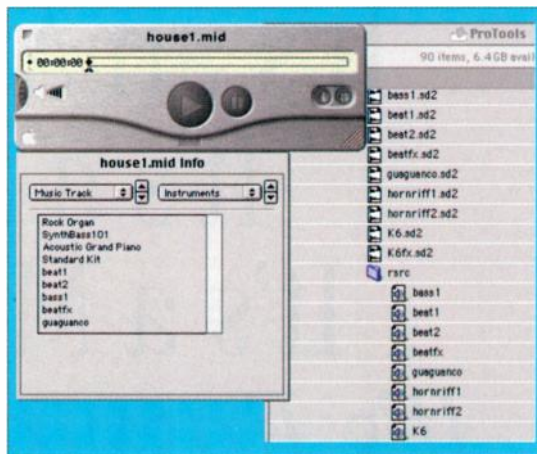 house1.mid
00:00:00
house1.mid Info
Music Track
Instruments
Rock Organ
SynthBass101
Acoustic Grand Piano
Standard Kit
beat1
beat2
bass1
beatfx
guaguanco
ProTools
90 items, 6.4 GB avail
bass1.sd2
beat1.sd2
beat2.sd2
beatfx.sd2
guaguanco.sd2
hornriff1.sd2
hornriff2.sd2
K6.sd2
K6fx.sd2
rsrc
bass1
beat1
beat2
beatfx
guaguanco
hornriff1
hornriff2
K6